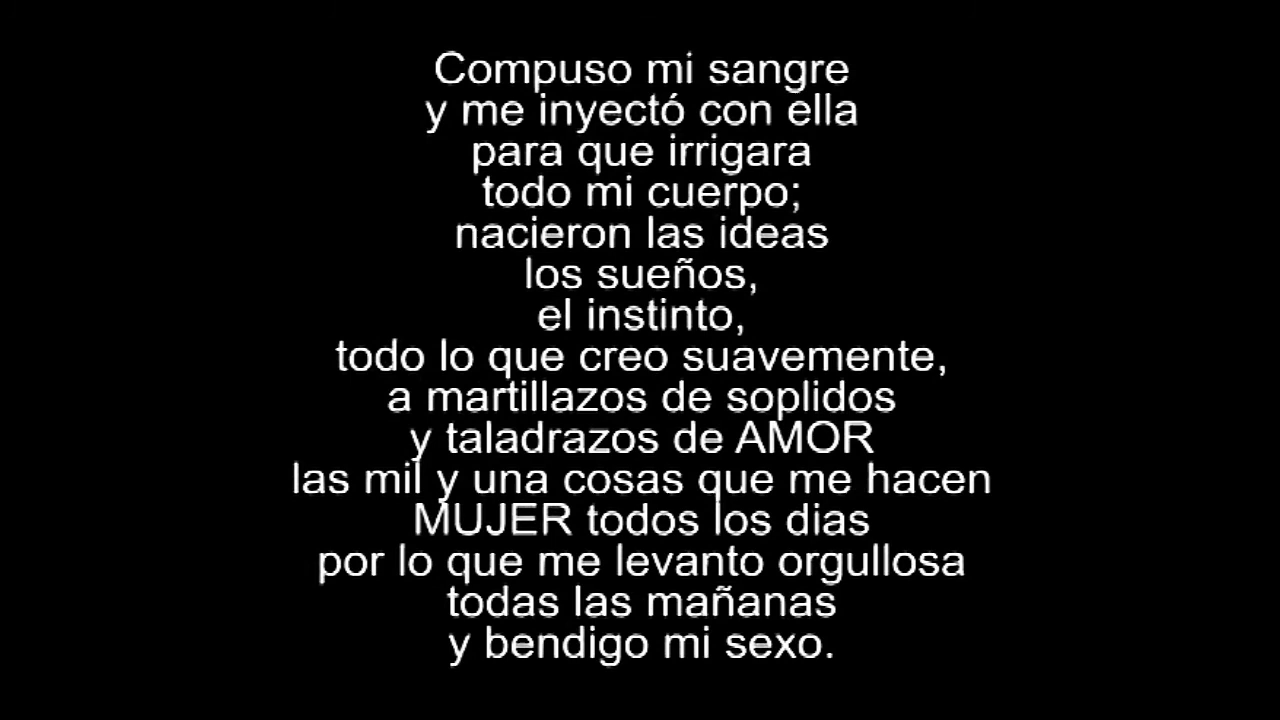 Compuso mi sangre
y me inyectó con ella
para que irrigara
todo mi cuerpo;
nacieron las ideas
los sueños,
el instinto,
todo lo que creo suavemente,
a martillazos de soplidos
y taladrazos de AMOR
las mil y una cosas que me hacen
MUJER todos los dias
por lo que me levanto orgullosa
todas las mañanas
y bendigo mi sexo.